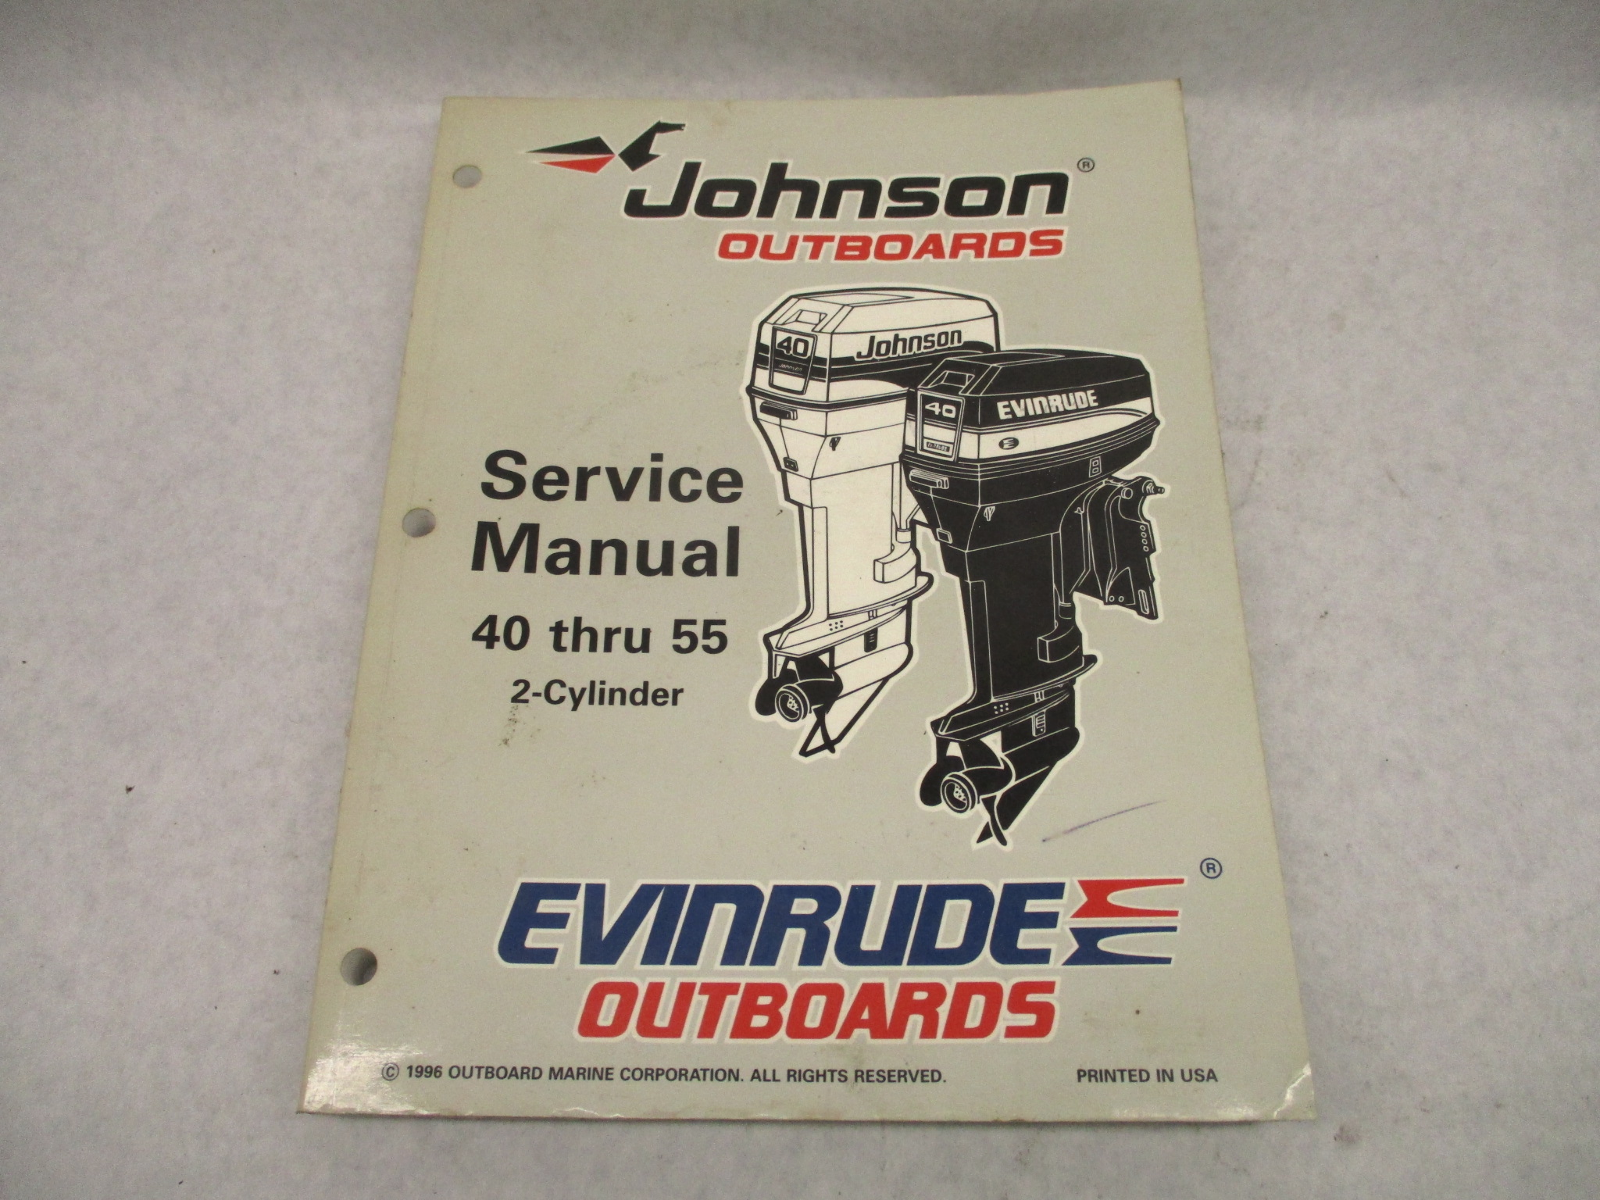 Johnson ®
OUTBOARDS
40
Johnson
40
EVINRUDE
Service
Manual
40 thru 55
2-Cylinder
EVINRUDE ®
OUTBOARDS
© 1996 OUTBOARD MARINE CORPORATION. ALL RIGHTS RESERVED.
PRINTED IN USA